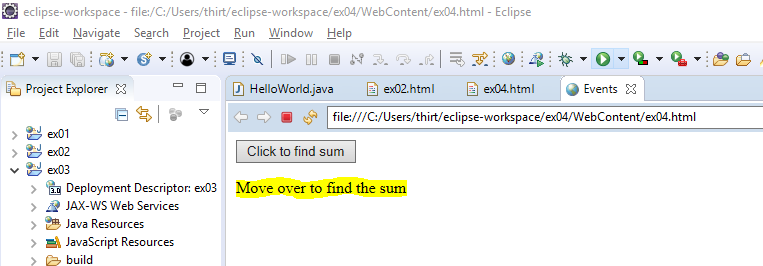 eclipse-workspace - file:/C:/Users/thirt/eclipse-workspace/ex04/WebContent/ex04.html - Eclipse
File Edit Navigate Search Project Run Window Help
Project Explorer
HelloWorld.java ex02.html ex04.html Events
file:///C:/Users/thirt/eclipse-workspace/ex04/WebContent/ex04.html
ex01
ex02
ex03
Deployment Descriptor: ex03
JAX-WS Web Services
Java Resources
JavaScript Resources
build
Click to find sum
Move over to find the sum